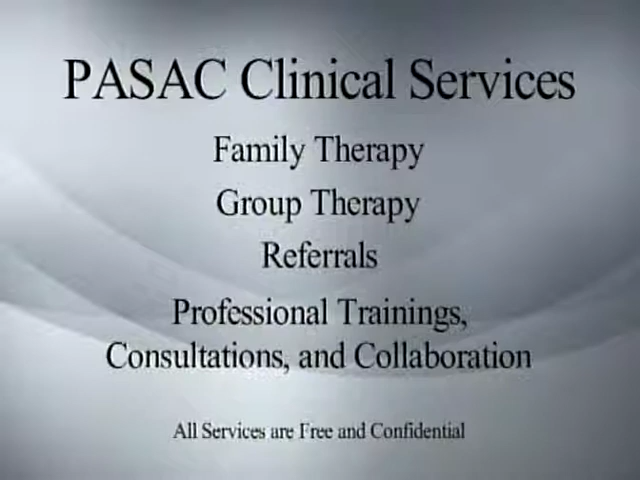 PASAC Clinical Services
Family Therapy
Group Therapy
Referrals
Professional Trainings,
Consultations, and Collaboration
All Services are Free and Confidential